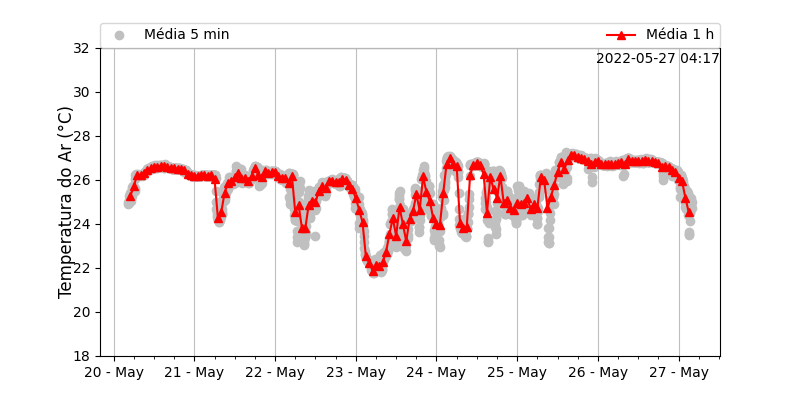 Média 5 min
Média 1 h
2022-05-27 04:17
Temperatura do Ar (°C)
32
30
28
26
24
22
20
18
20 - May
21 - May
22 - May
23 - May
24 - May
25 - May
26 - May
27 - May